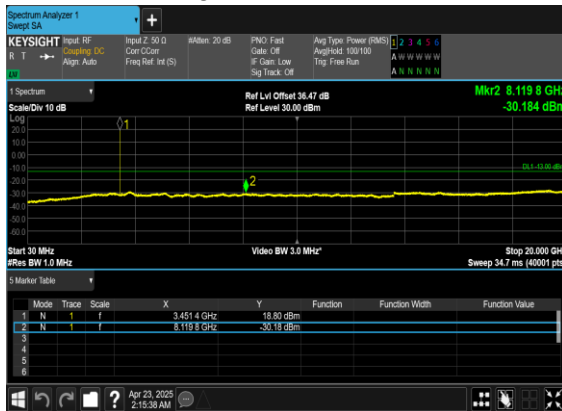 Spectrum Analyzer 1
Swept SA
KEYSIGHT Input: RF Input Z: 50 Ω #Atten: 20 dB PNO: Fast Avg Type: Power (RMS) 1 2 3 4 5 6
R T Coupling: DC Corr CCorr Gate: Off Avg|Hold: 100/100 A W W W W W
Align: Auto Freq Ref: Int (S) IF Gain: Low Trig: Free Run
Sig Track: Off A N N N N N
1 Spectrum Ref Lvl Offset 36.47 dB Mkr2 8.119 8 GHz
Scale/Div 10 dB Ref Level 30.00 dBm -30.184 dBm
Log
20.0 1
10.0
0.00
-10.0 DL1 -13.00 dBm
-20.0 2
-30.0
-40.0
-50.0
-60.0
Start 30 MHz Video BW 3.0 MHz* Stop 20.000 GH
#Res BW 1.0 MHz Sweep 34.7 ms (40001 pts
5 Marker Table
Mode Trace Scale X Y Function Function Width Function Value
1 N 1 f 3.451 4 GHz 18.80 dBm
2 N 1 f 8.119 8 GHz -30.18 dBm
3
4
5
6
? Apr 23, 2025
2:15:38 AM